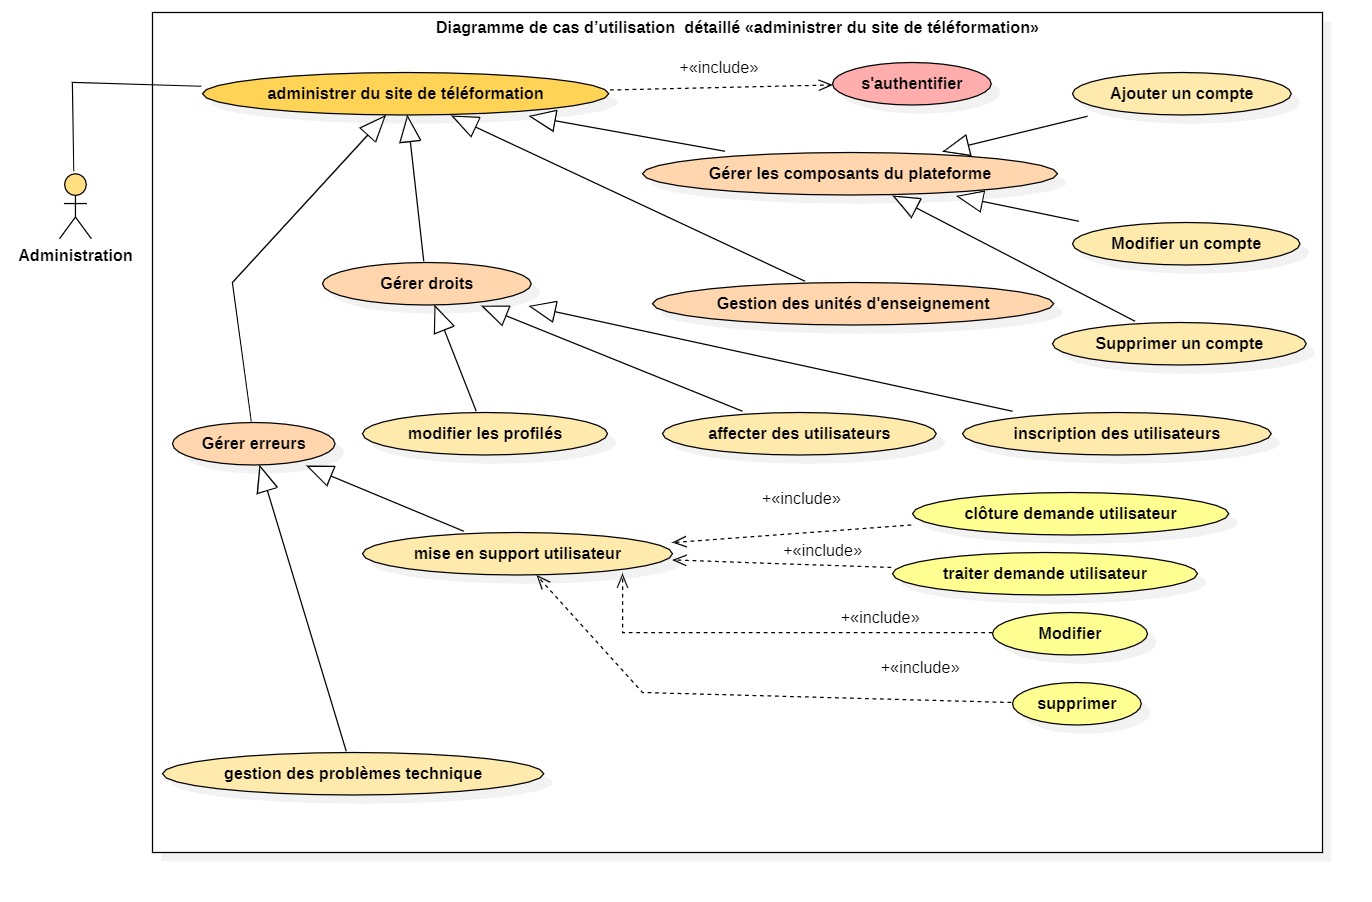 Diagramme de cas d’utilisation  détaillé «administrer du site de téléformation»
+«include»
administrer du site de téléformation
s'authentifier
Ajouter un compte
Gérer les composants du plateforme
Administration
Modifier un compte
Gérer droits
Gestion des unités d'enseignement
Supprimer un compte
Gérer erreurs
modifier les profilés
affecter des utilisateurs
inscription des utilisateurs
+«include»
clôture demande utilisateur
mise en support utilisateur
+«include»
traiter demande utilisateur
+«include»
Modifier
+«include»
supprimer
gestion des problèmes technique